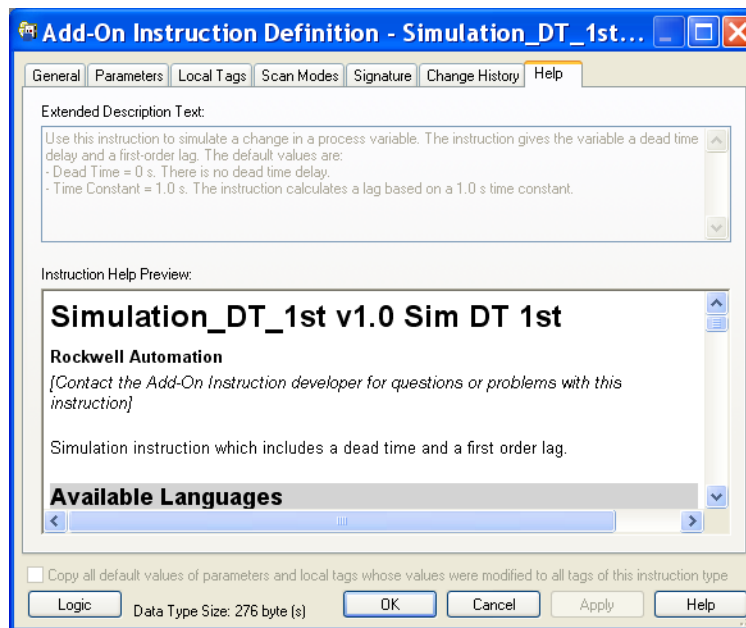 Add-On Instruction Definition - Simulation_DT_1st...
General Parameters Local Tags Scan Modes Signature Change History Help
Extended Description Text:
Use this instruction to simulate a change in a process variable. The instruction gives the variable a dead time
delay and a first-order lag. The default values are:
- Dead Time = 0 s. There is no dead time delay.
- Time Constant = 1.0 s. The instruction calculates a lag based on a 1.0 s time constant.
Instruction Help Preview:
Simulation_DT_1st v1.0 Sim DT 1st
Rockwell Automation
[Contact the Add-On Instruction developer for questions or problems with this
instruction]
Simulation instruction which includes a dead time and a first order lag.
Available Languages
Copy all default values of parameters and local tags whose values were modified to all tags of this instruction type
Logic Data Type Size: 276 byte (s) OK Cancel Apply Help